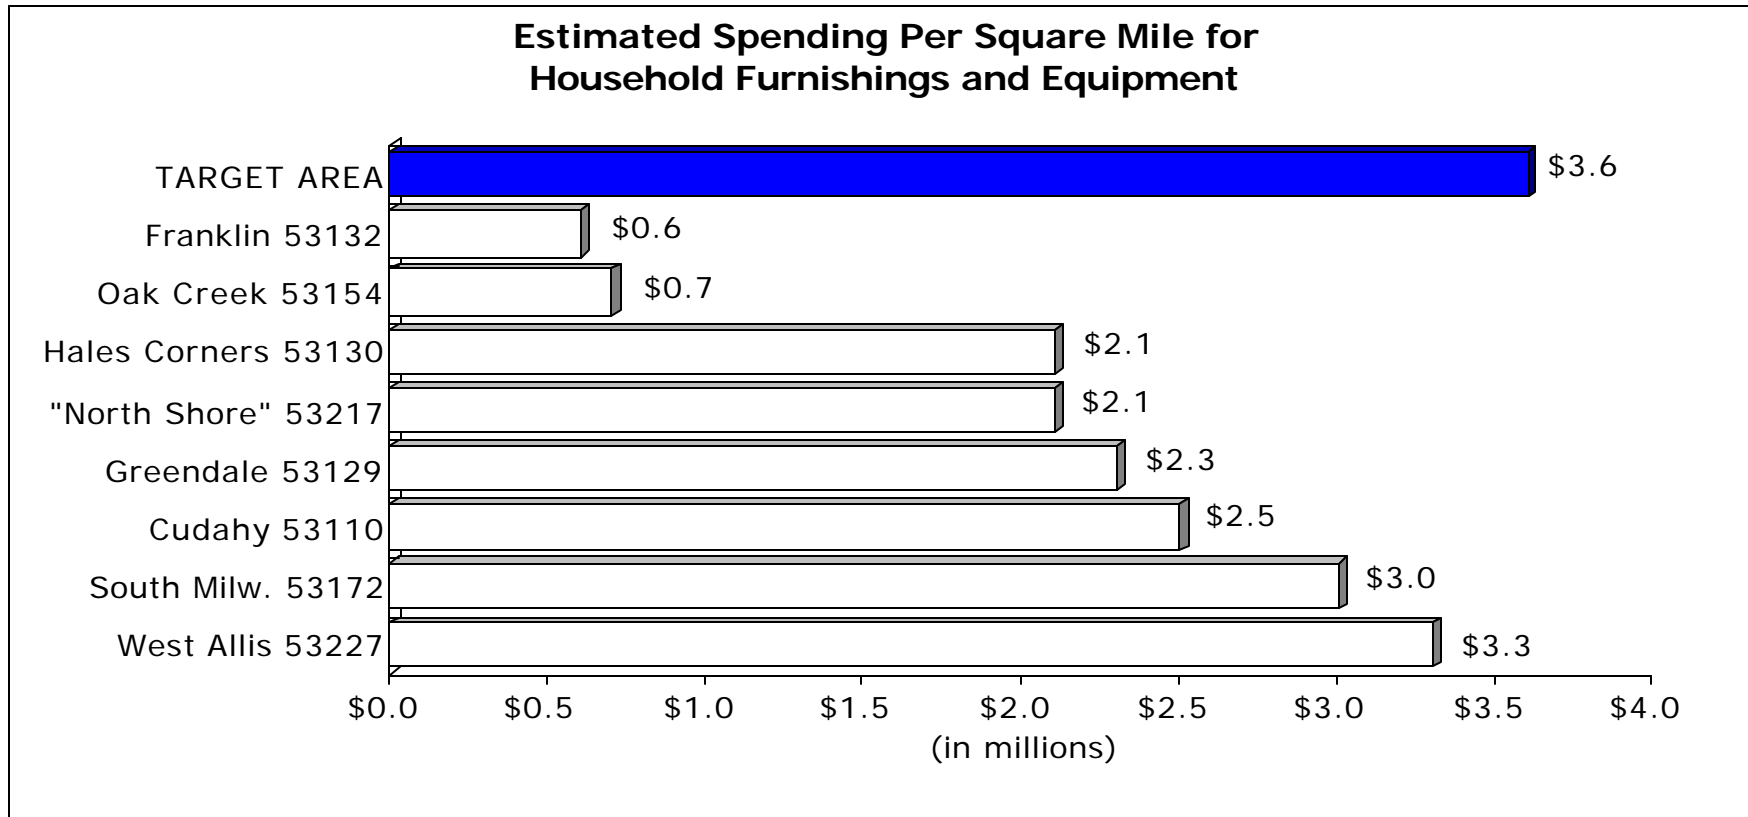 Estimated Spending Per Square Mile for
Household Furnishings and Equipment
TARGET AREA $3.6
Franklin 53132 $0.6
Oak Creek 53154 $0.7
Hales Corners 53130 $2.1
"North Shore" 53217 $2.1
Greendale 53129 $2.3
Cudahy 53110 $2.5
South Milw. 53172 $3.0
West Allis 53227 $3.3
$0.0 $0.5 $1.0 $1.5 $2.0 $2.5 $3.0 $3.5 $4.0
(in millions)